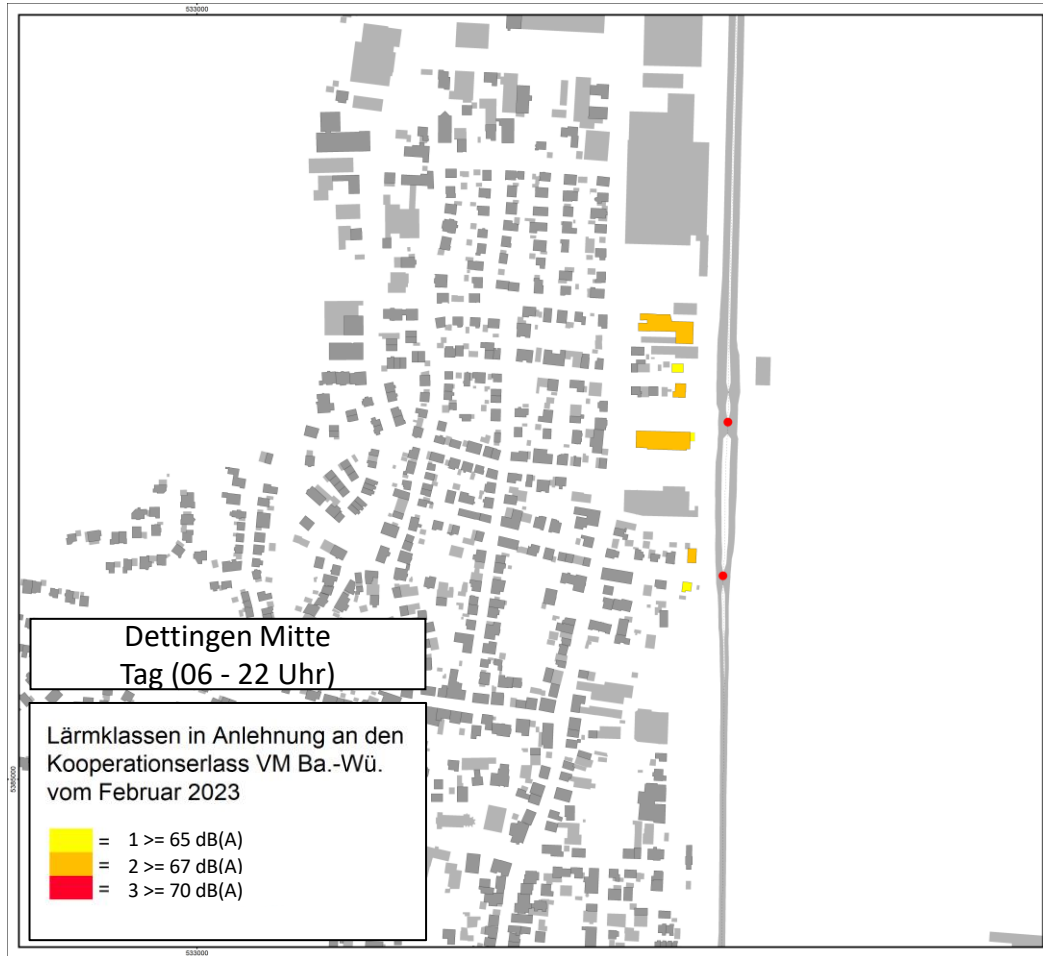 533000
Dettingen Mitte
Tag (06 - 22 Uhr)
Lärmklassen in Anlehnung an den
Kooperationserlass VM Ba.-Wü.
vom Februar 2023
= 1 >= 65 dB(A)
= 2 >= 67 dB(A)
= 3 >= 70 dB(A)
5385000
533000